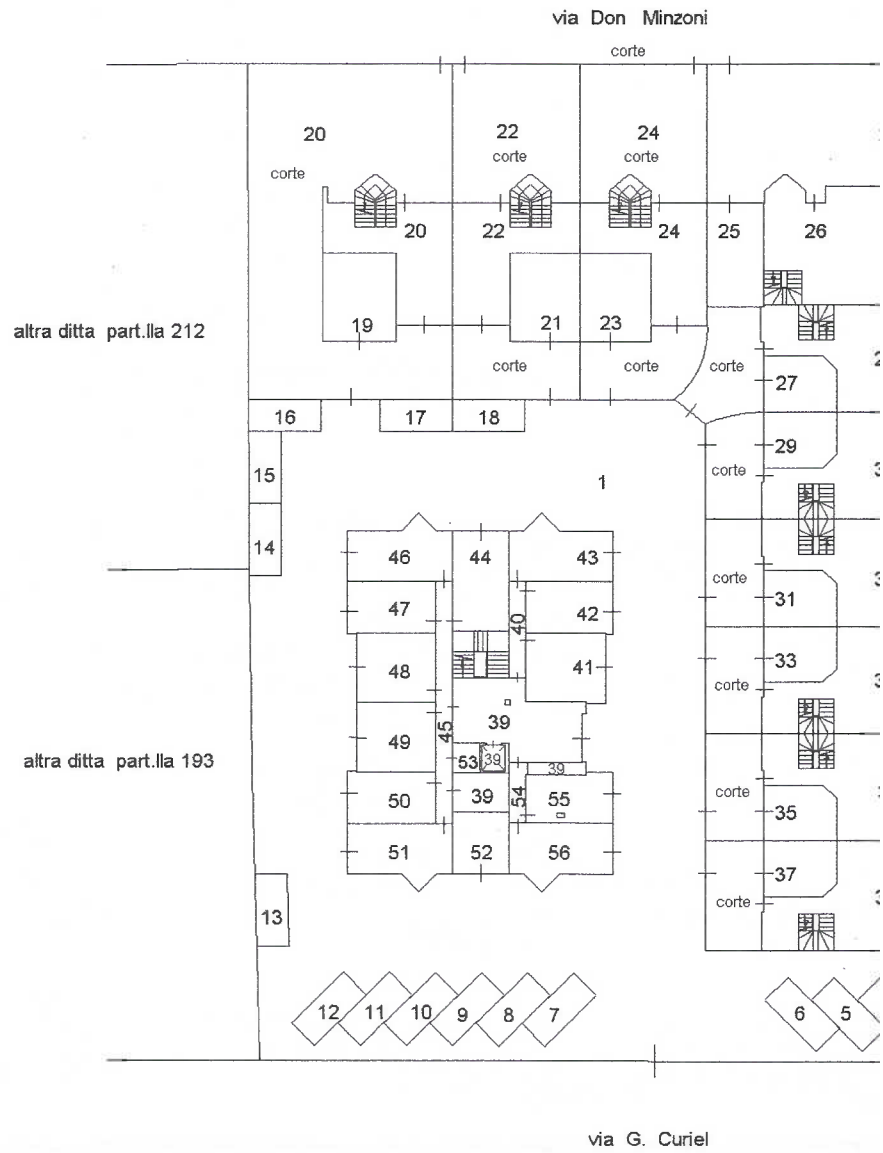 via Don Minzoni
corte
20 22 24
corte corte
corte
20 22 24 25 26
19 21 23
altra ditta part.lla 212
corte corte corte
27
16 17 18
29
15
corte
1
14
46 44 43
corte
47 40 42
31
48 41
33
corte
39
45
49
altra ditta part.lla 193
53 39
39
50 39 54 55
corte
35
51 52 56
37
corte
13
12 11 10 9 8 7 6 5
via G. Curiel